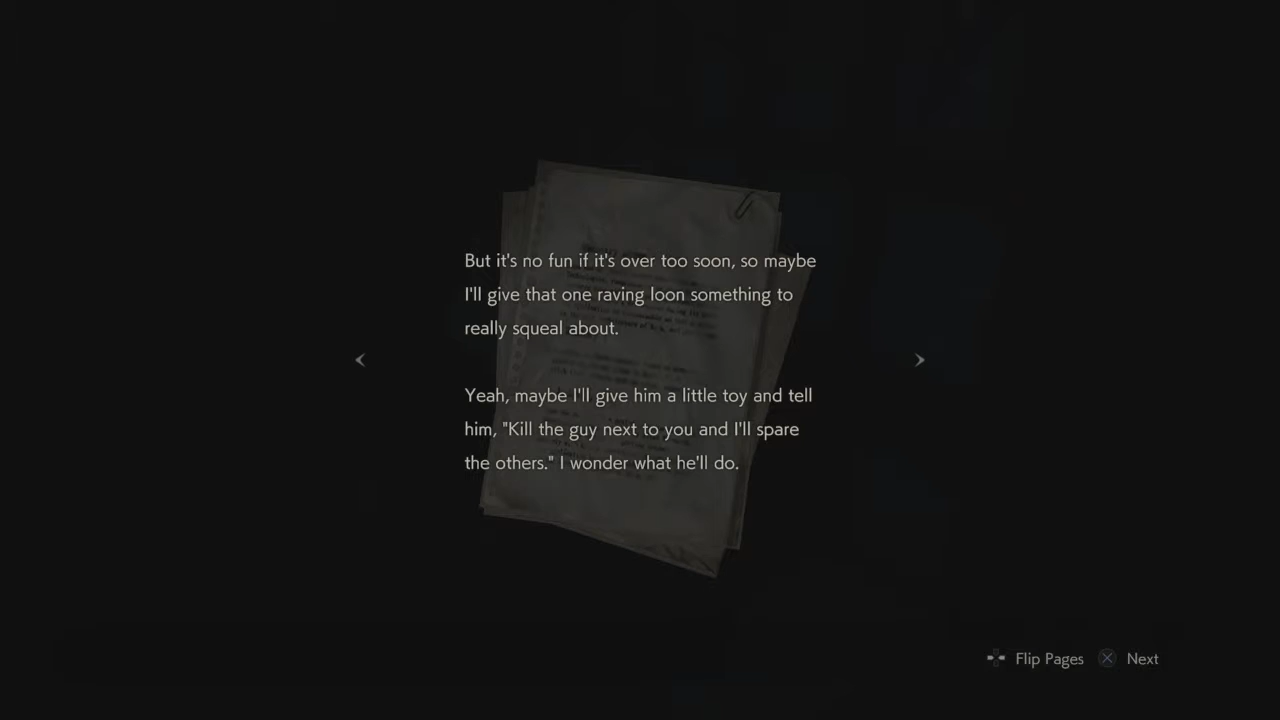 But it's no fun if it's over too soon, so maybe
I'll give that one raving loon something to
really squeal about.
Yeah, maybe I'll give him a little toy and tell
him, "Kill the guy next to you and I'll spare
the others." I wonder what he'll do.
Flip Pages
Next